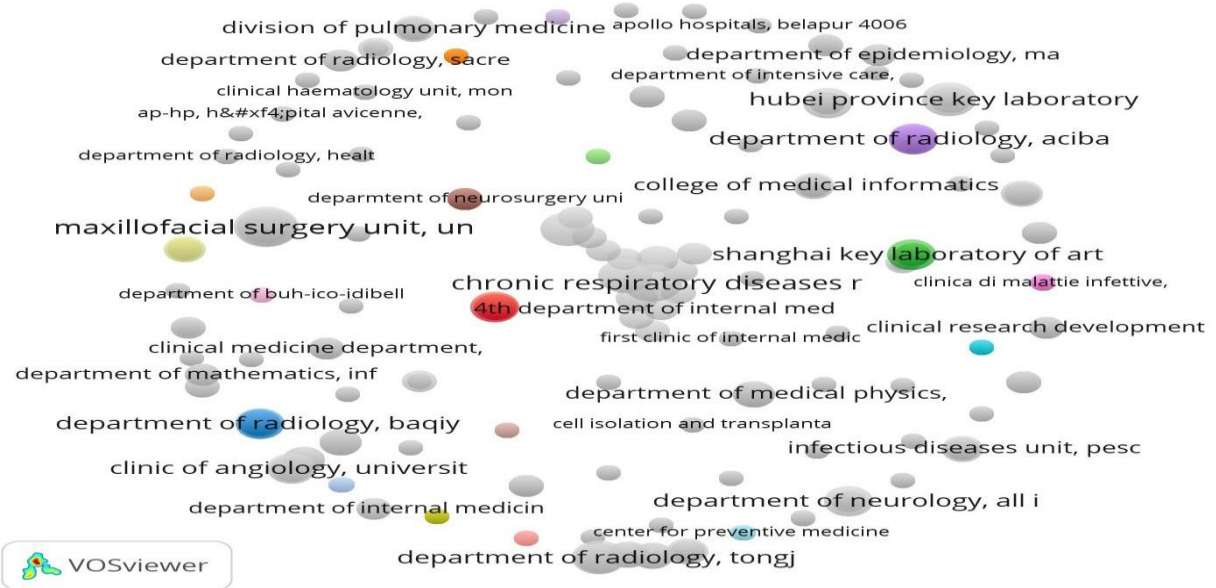 division of pulmonary medicine
apollo hospitals, belapur 4006
department of radiology, sacre
department of epidemiology, ma
department of intensive care,
clinical haematology unit, mon
hubei province key laboratory
ap-hp, h&#xf4;pital avicenne,
department of radiology, aciba
department of radiology, healt
college of medical informatics
deparmtent of neurosurgery uni
maxillofacial surgery unit, un
shanghai key laboratory of art
chronic respiratory diseases r
clinica di malattie infettive,
department of buh-ico-idibell
4th department of internal med
clinical research development
first clinic of internal medic
clinical medicine department,
department of mathematics, inf
department of medical physics,
department of radiology, baqiy
cell isolation and transplanta
infectious diseases unit, pesc
clinic of angiology, universit
department of neurology, all i
department of internal medicin
center for preventive medicine
department of radiology, tongj
VOSviewer